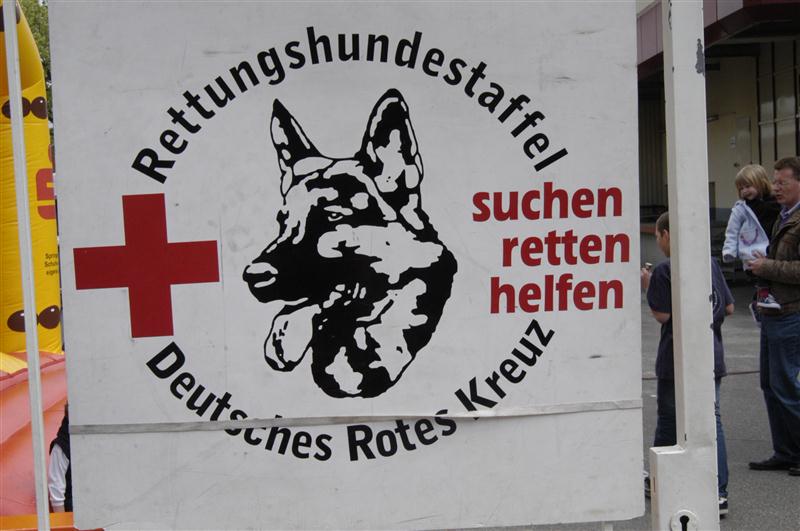 Rettungshundestaffel
suchen
retten
helfen
Deutsches Rotes Kreuz